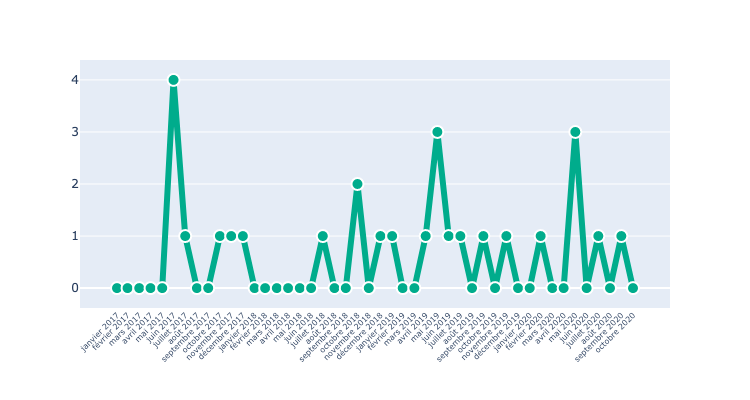 4
3
2
1
0
janvier 2017
février 2017
mars 2017
avril 2017
mai 2017
juin 2017
juillet 2017
août 2017
septembre 2017
octobre 2017
novembre 2017
décembre 2017
janvier 2018
février 2018
mars 2018
avril 2018
mai 2018
juin 2018
juillet 2018
août 2018
septembre 2018
octobre 2018
novembre 2018
décembre 2018
janvier 2019
février 2019
mars 2019
avril 2019
mai 2019
juin 2019
juillet 2019
août 2019
septembre 2019
octobre 2019
novembre 2019
décembre 2019
janvier 2020
février 2020
mars 2020
avril 2020
mai 2020
juin 2020
juillet 2020
août 2020
septembre 2020
octobre 2020